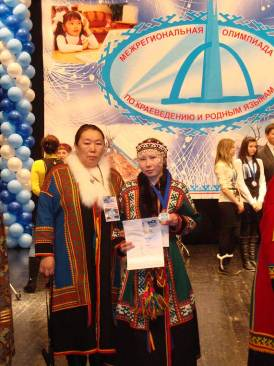 МЕЖРЕГИОНАЛЬНАЯ ОЛИМПИАДА
ПО КРАЕВЕДЕНИЮ И РОДНЫМ ЯЗЫКАМ